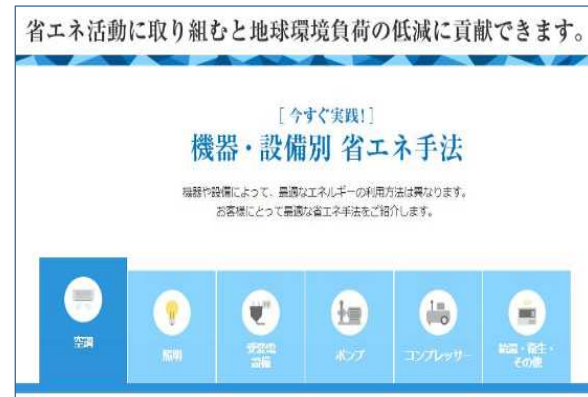 省エネ活動に取り組むと地球環境負荷の低減に貢献できます。
[今すぐ実践!]
機器・設備別 省エネ手法
機器や設備によって、最適なエネルギーの利用方法は異なります。
お客様にとって最適な省エネ手法をご紹介します。
空調
照明
受変電
設備
ポンプ
コンプレッサー
給湯・衛生・
その他